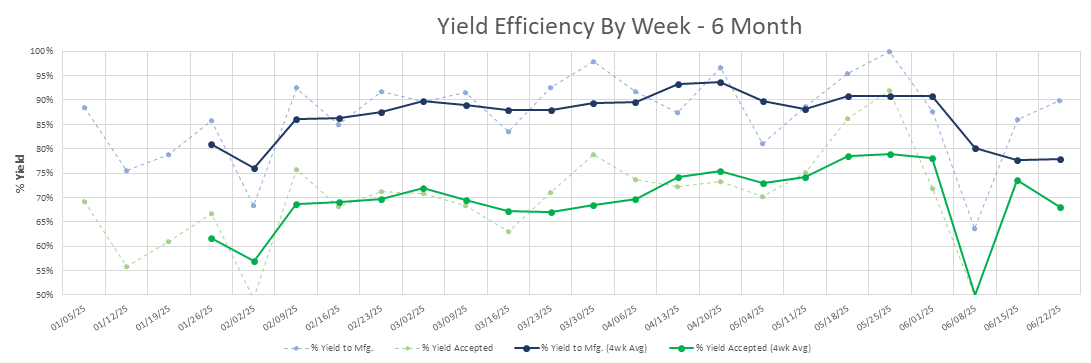 Yield Efficiency By Week - 6 Month
100%
95%
90%
85%
80%
75%
70%
65%
60%
55%
50%
% Yield
01/05/25 01/12/25 01/19/25 01/26/25 02/02/25 02/09/25 02/16/25 03/02/25 03/09/25 03/16/25 03/23/25 03/30/25 04/06/25 04/13/25 04/20/25 05/04/25 05/11/25 05/18/25 05/25/25 06/01/25 06/08/25 06/15/25 06/22/25
% Yield to Mfg. % Yield Accepted % Yield to Mfg. (4wk Avg) % Yield Accepted (4wk Avg)